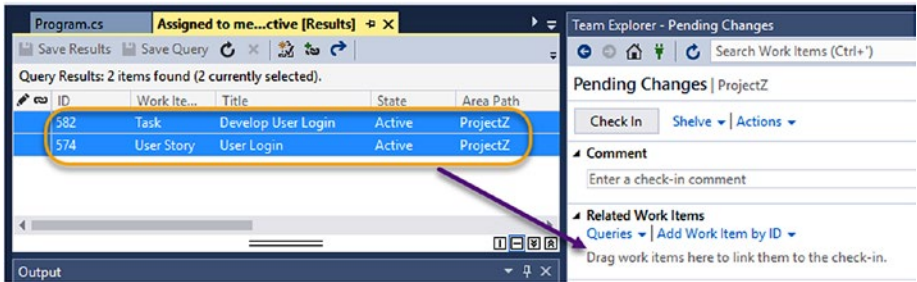 Program.cs
Assigned to me...ctive [Results]
Save Results Save Query
Query Results: 2 items found (2 currently selected).
ID Work Ite... Title State Area Path
582 Task Develop User Login Active ProjectZ
574 User Story User Login Active ProjectZ
Output
Team Explorer - Pending Changes
Search Work Items (Ctrl+')
Pending Changes | ProjectZ
Check In Shelve Actions
Comment
Enter a check-in comment
Related Work Items
Queries Add Work Item by ID
Drag work items here to link them to the check-in.